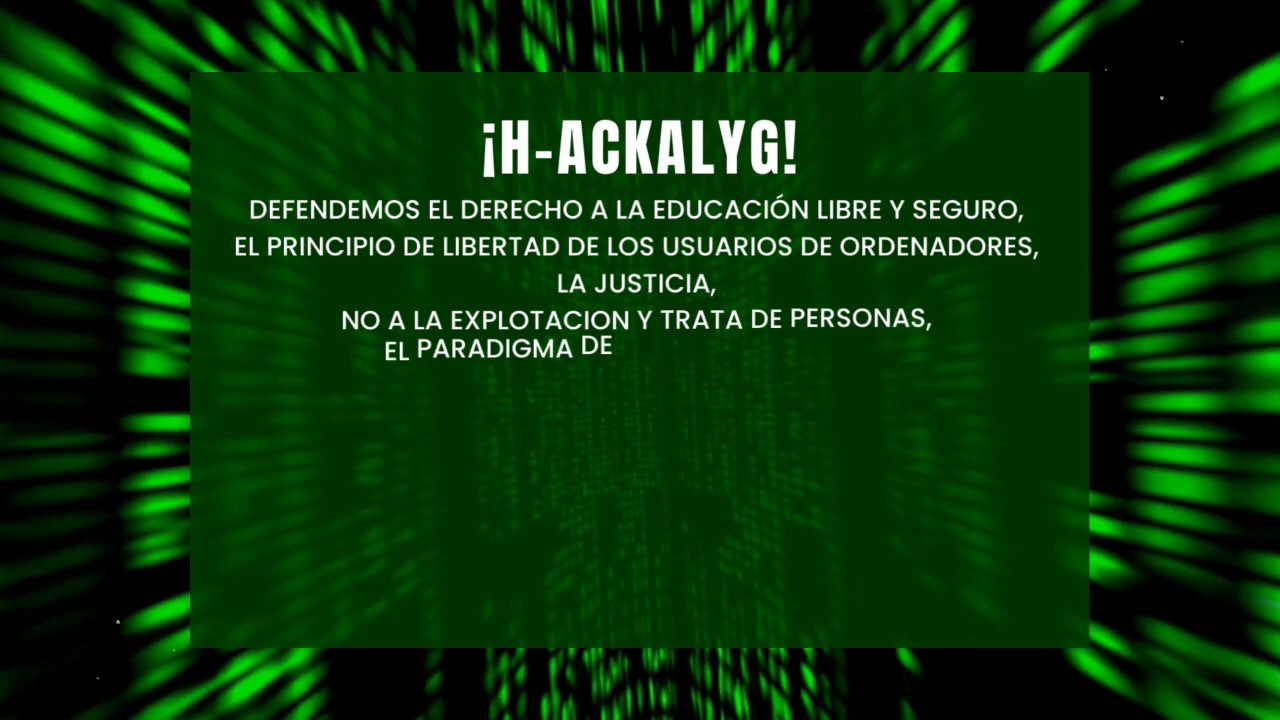 ¡H-ACKALYG!
DEFENDEMOS EL DERECHO A LA EDUCACIÓN LIBRE Y SEGURO,
EL PRINCIPIO DE LIBERTAD DE LOS USUARIOS DE ORDENADORES,
LA JUSTICIA,
NO A LA EXPLOTACION Y TRATA DE PERSONAS,
EL PARADIGMA DE